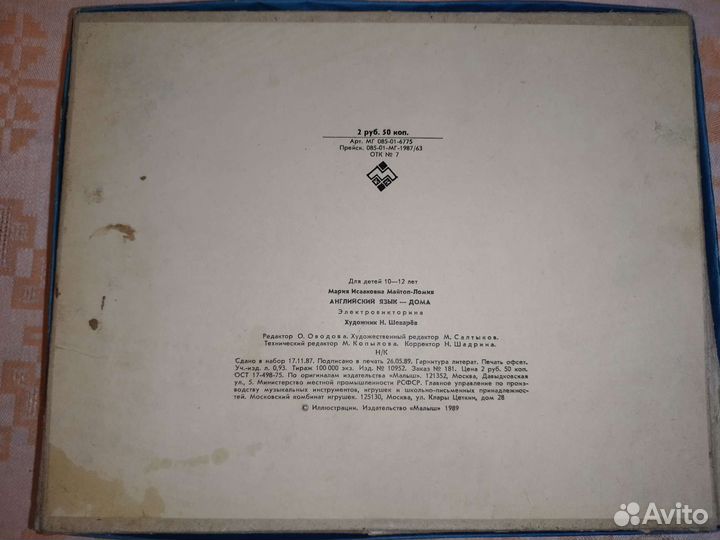 2 руб. 50 коп.
Арт. МГ 085-01-6775
Прейск. 085-01-МГ-1987/63
ОТК № 7
Для детей 10—12 лет
Мария Исааковна Майтоп-Ломия
АНГЛИЙСКИЙ ЯЗЫК — ДОМА
Электровикторина
Художник Н. Шеварёв
Редактор О. Оводова. Художественный редактор М. Салтыков.
Технический редактор М. Копылова. Корректор Н. Шадрина.
Н/К
Сдано в набор 17.11.87. Подписано в печать 26.05.89. Гарнитура литерат. Печать офсет.
Уч.-изд. л. 0,93. Тираж 100 000 экз. Изд. № 10952. Заказ № 181. Цена 2 руб. 50 коп.
ОСТ 17-498-75. По оригиналам издательства «Малыш». 121352, Москва, Давыдковская
ул., 5. Министерство местной промышленности РСФСР. Главное управление по произ-
водству музыкальных инструментов, игрушек и школьно-письменных принадлежнос-
тей. Московский комбинат игрушек. 125130, Москва, ул. Клары Цеткин, дом 28
© Иллюстрации. Издательство «Малыш» 1989
Avito